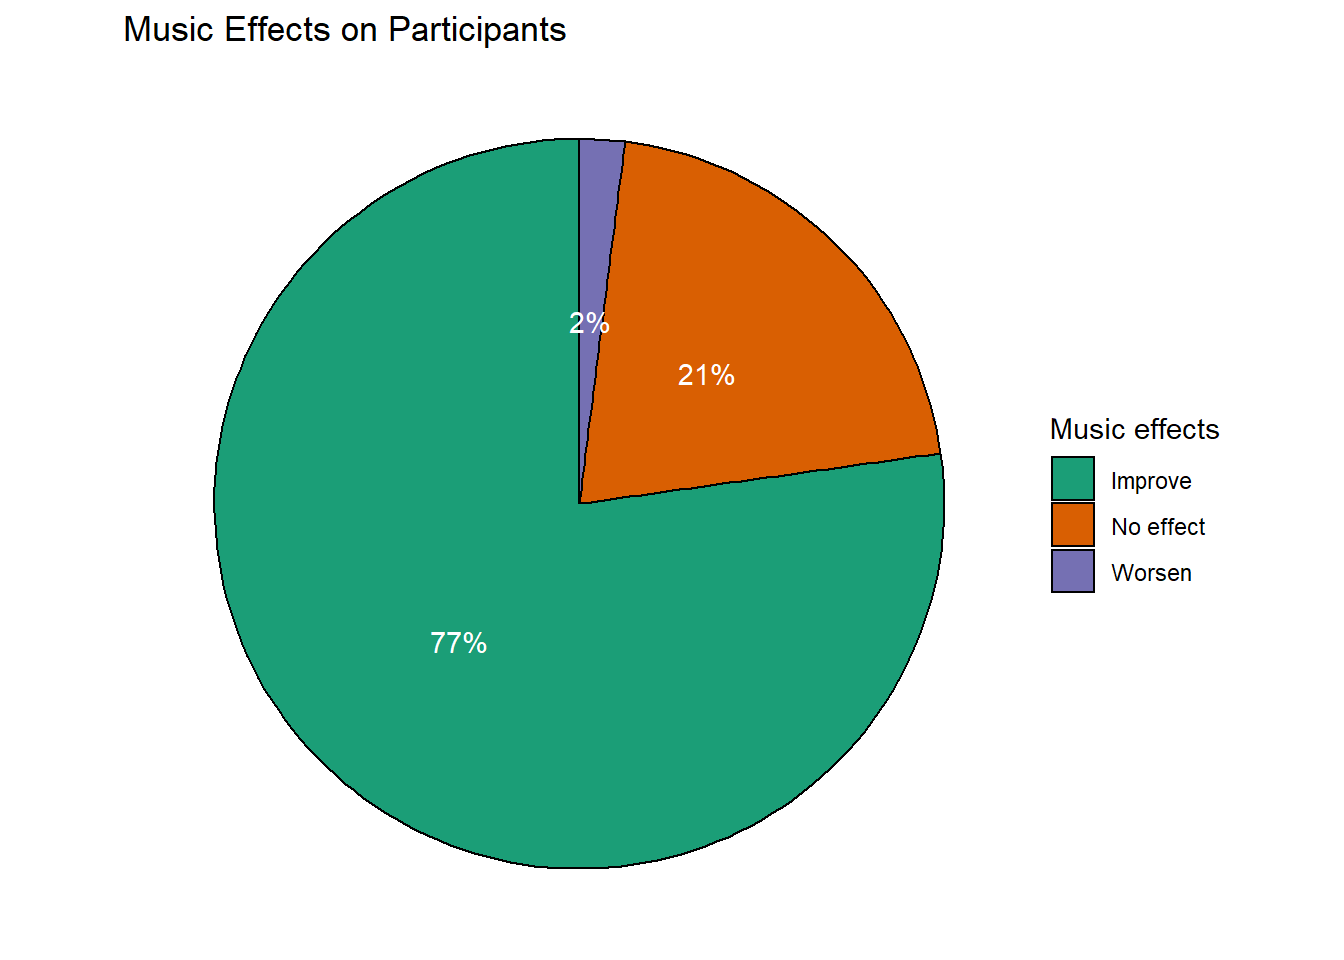 Music Effects on Participants
2%
21%
77%
Music effects
Improve
No effect
Worsen